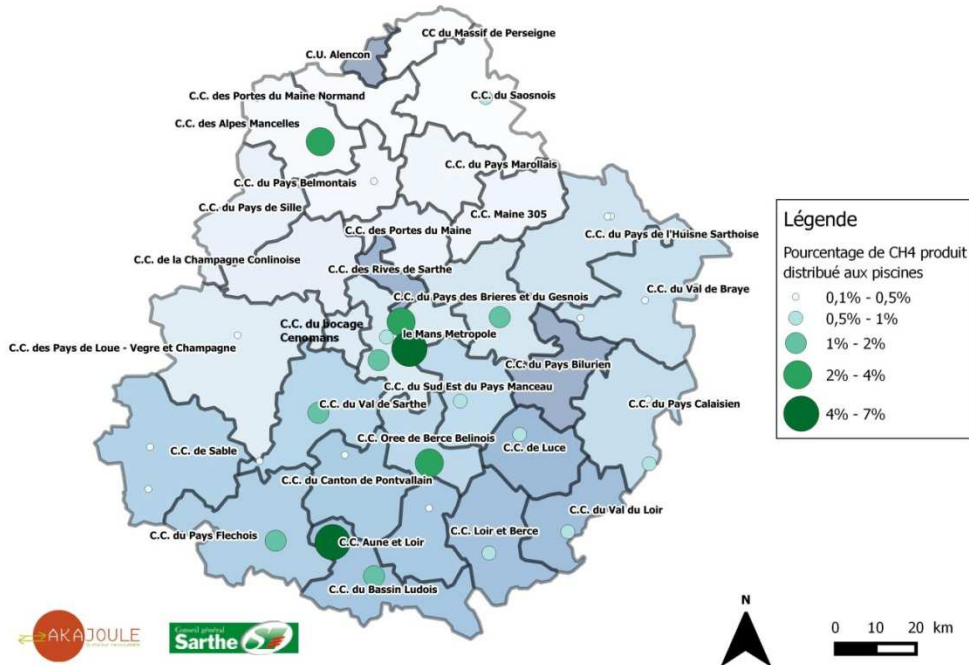 CC du Massif de Perseigne
C.U. Alencon
C.C. des Portes du Maine Normand
C.C. du Saosnois
C.C. des Alpes Mancelles
C.C. du Pays Marollais
C.C. du Pays Belmontais
C.C. du Pays de Sille
C.C. Maine 305
C.C. des Portes du Maine
C.C. du Pays de l'Huisne Sarthoise
C.C. de la Champagne Conlinoise
C.C. des Rives de Sarthe
C.C. du Val de Braye
C.C. du Pays des Brieres et du Gesnois
C.C. du bocage
Cenomans
le Mans Metropole
C.C. des Pays de Loue - Vegre et Champagne
C.C. du Pays Bilurien
C.C. du Sud Est du Pays Manceau
C.C. du Val de Sarthe
C.C. du Pays Calaisien
C.C. Oree de Berce Belinois
C.C. de Sable
C.C. de Luce
C.C. du Canton de Pontvallain
C.C. du Val du Loir
C.C. Loir et Berce
C.C. du Pays Flechois
C.C. Aune et Loir
C.C. du Bassin Ludois
Légende
Pourcentage de CH4 produit
distribué aux piscines
0,1% - 0,5%
0,5% - 1%
1% - 2%
2% - 4%
4% - 7%
AKAJOULE
Conseil général
Sarthe
N
0 10 20 km